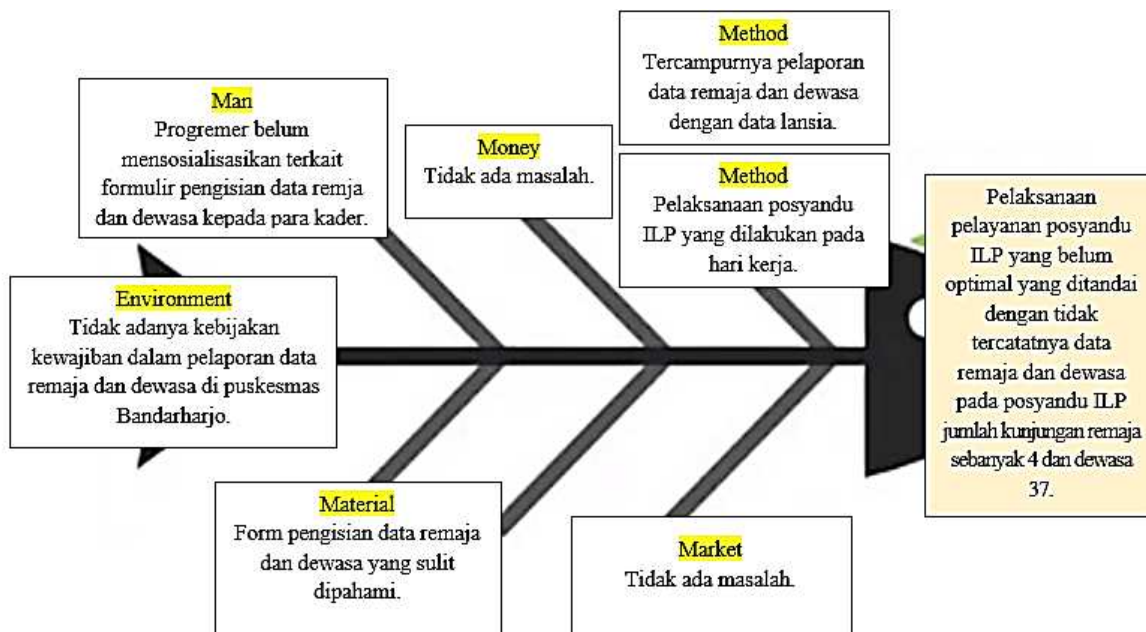 Method
Tercampurnya pelaporan
data remaja dan dewasa
dengan data lansia.
Man
Progremer belum
mensosialisasikan terkait
formulir pengisian data remja
dan dewasa kepada para kader.
Money
Tidak ada masalah.
Method
Pelaksanaan posyandu
ILP yang dilakukan pada
hari kerja.
Pelaksanaan
pelayanan posyandu
ILP yang belum
optimal yang ditandai
dengan tidak
tercatatnya data
remaja dan dewasa
pada posyandu ILP
jumlah kunjungan remaja
sebanyak 4 dan dewasa
37.
Environment
Tidak adanya kebijakan
kewajiban dalam pelaporan data
remaja dan dewasa di puskesmas
Bandarharjo.
Material
Form pengisian data remaja
dan dewasa yang sulit
dipahami.
Market
Tidak ada masalah.